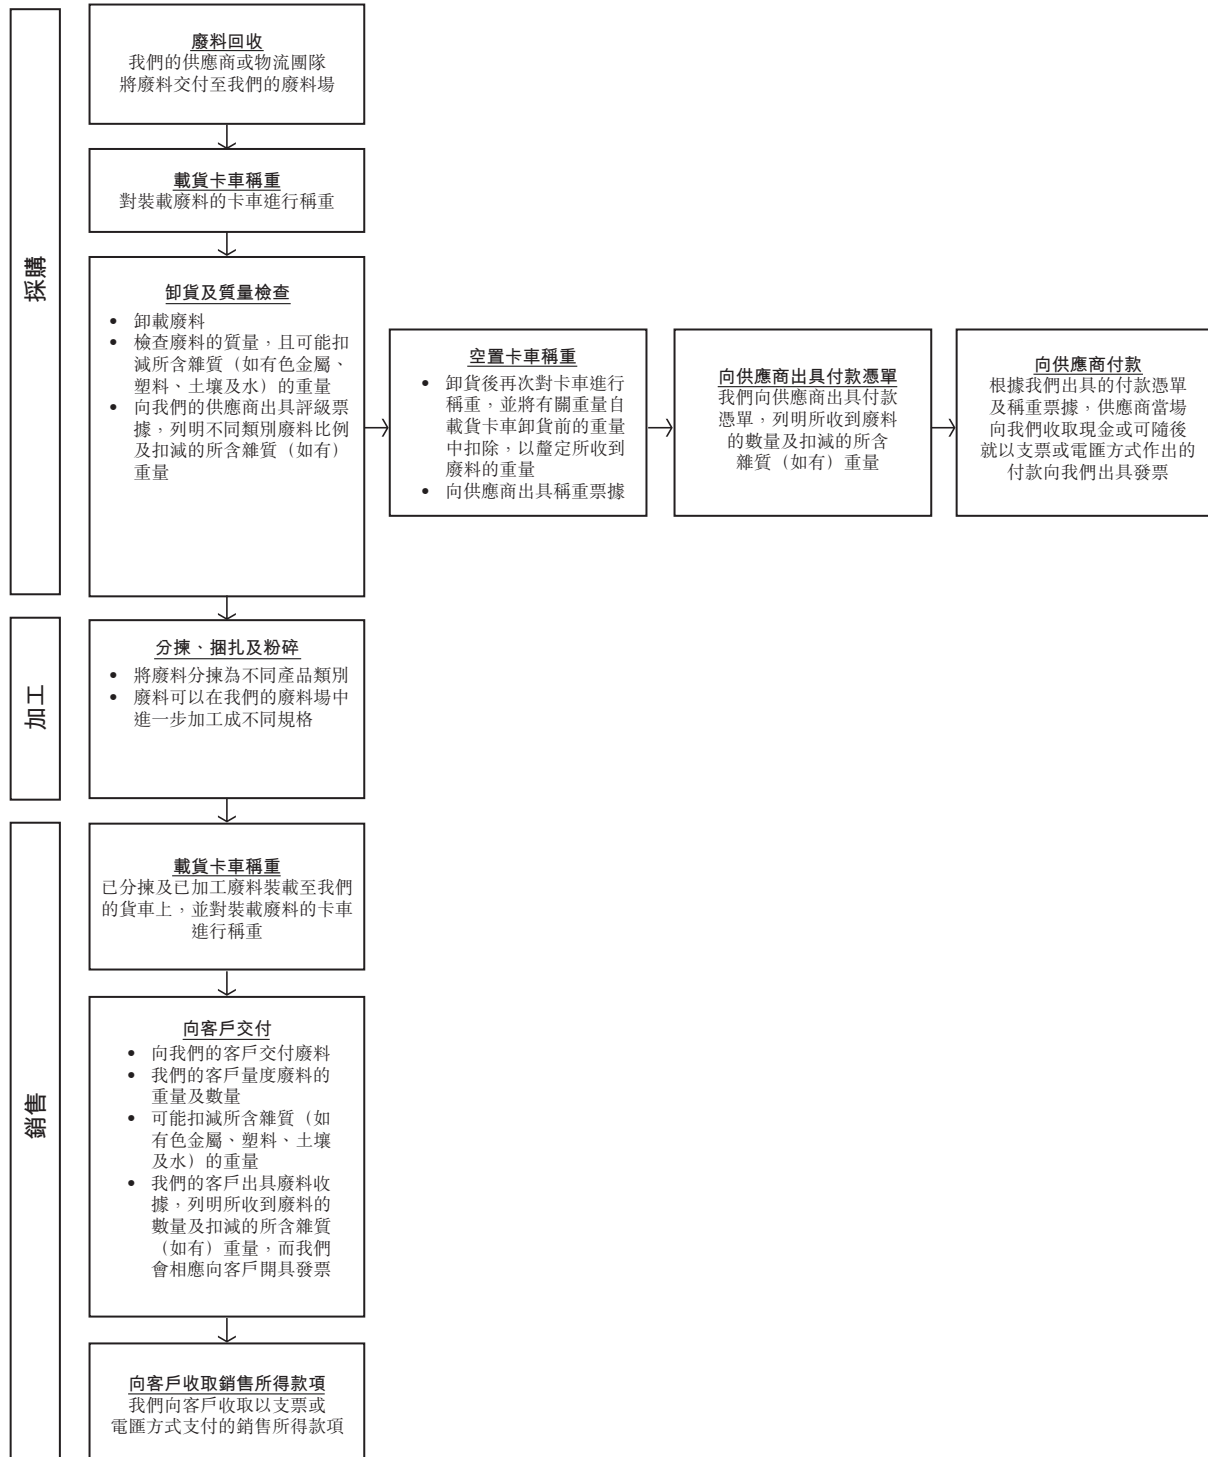 採購
廢料回收
我們的供應商或物流團隊
將廢料交付至我們的廢料場
載貨卡車稱重
對裝載廢料的卡車進行稱重
卸貨及質量檢查
• 卸載廢料
• 檢查廢料的質量，且可能扣
減所含雜質（如有色金屬、
塑料、土壤及水）的重量
• 向我們的供應商出具評級票
據，列明不同類別廢料比例
及扣減的所含雜質（如有）
重量
空置卡車稱重
• 卸貨後再次對卡車進行
稱重，並將有關重量自
載貨卡車卸貨前的重量
中扣除，以釐定所收到
廢料的重量
• 向供應商出具稱重票據
向供應商出具付款憑單
我們向供應商出具付款
憑單，列明所收到廢料
的數量及扣減的所含
雜質（如有）重量
向供應商付款
根據我們出具的付款憑單
及稱重票據，供應商當場
向我們收取現金或可隨後
就以支票或電匯方式作出的
付款向我們出具發票
加工
分揀、捆扎及粉碎
• 將廢料分揀為不同產品類別
• 廢料可以在我們的廢料場中
進一步加工成不同規格
銷售
載貨卡車稱重
已分揀及已加工廢料裝載至我們
的貨車上，並對裝載廢料的卡車
進行稱重
向客戶交付
• 向我們的客戶交付廢料
• 我們的客戶量度廢料的
重量及數量
• 可能扣減所含雜質（如
有色金屬、塑料、土壤
及水）的重量
• 我們的客戶出具廢料收
據，列明所收到廢料的
數量及扣減的所含雜質
（如有）重量，而我們
會相應向客戶開具發票
向客戶收取銷售所得款項
我們向客戶收取以支票或
電匯方式支付的銷售所得款項